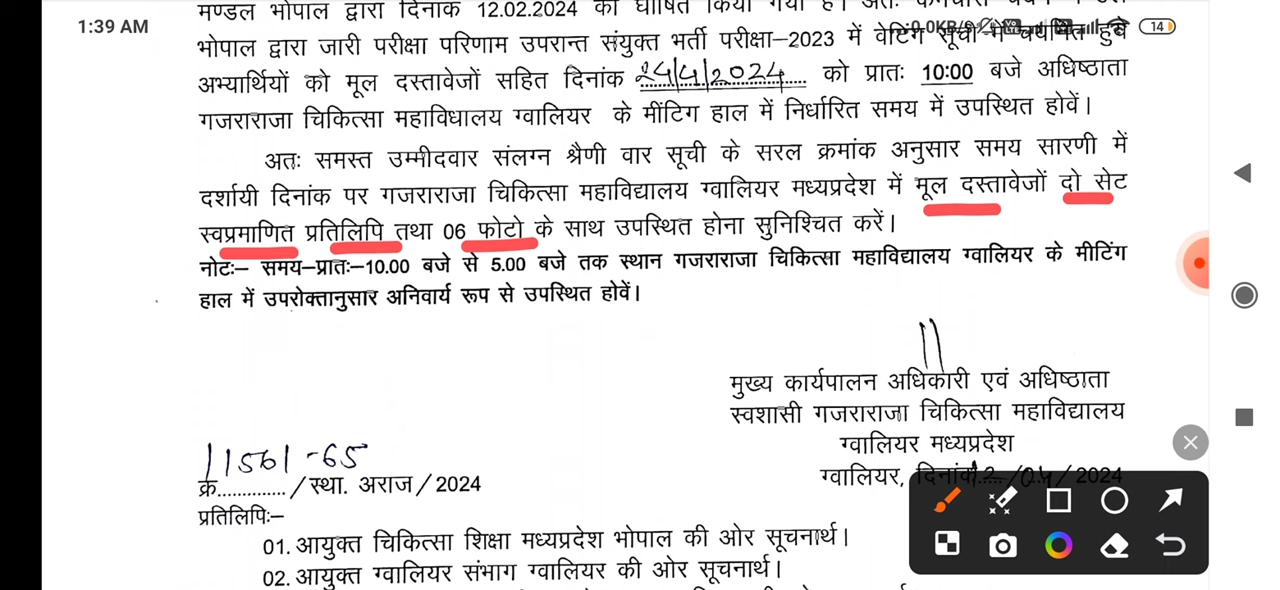 1:39 AM
14
मण्डल भोपाल द्वारा दिनांक 12.02.2024 को घोषित किया गया है। अतः
भोपाल द्वारा जारी परीक्षा परिणाम उपरान्त संयुक्त भर्ती परीक्षा–2023 में वेटिंग सूची में चयनित हुवे
अभ्यार्थियों को मूल दस्तावेजों सहित दिनांक 24/4/2024 को प्रातः 10:00 बजे अधिष्ठाता
गजराराजा चिकित्सा महाविधालय ग्वालियर के मींटिग हाल में निर्धारित समय में उपस्थित होवें।
अतः समस्त उम्मीदवार संलग्न श्रैणी वार सूची के सरल क्रमांक अनुसार समय सारणी में
दर्शायी दिनांक पर गजराराजा चिकित्सा महाविद्यालय ग्वालियर मध्यप्रदेश में मूल दस्तावेजों दो सेट
स्वप्रमाणित प्रतिलिपि तथा 06 फोटो के साथ उपस्थित होना सुनिश्चित करें।
नोटः– समय–प्रातः–10.00 बजे से 5.00 बजे तक स्थान गजराराजा चिकित्सा महाविद्यालय ग्वालियर के मीटिंग
हाल में उपरोक्तानुसार अनिवार्य रूप से उपस्थित होवें।
मुख्य कार्यपालन अधिकारी एवं अधिष्ठाता
स्वशासी गजराराजा चिकित्सा महाविद्यालय
ग्वालियर मध्यप्रदेश
ग्वालियर, दिनांक 12/04/2024
11561-65
क्र............./स्था. अराज/2024
प्रतिलिपिः–
01. आयुक्त चिकित्सा शिक्षा मध्यप्रदेश भोपाल की ओर सूचनार्थ।
02. आयुक्त ग्वालियर संभाग ग्वालियर की ओर सूचनार्थ।